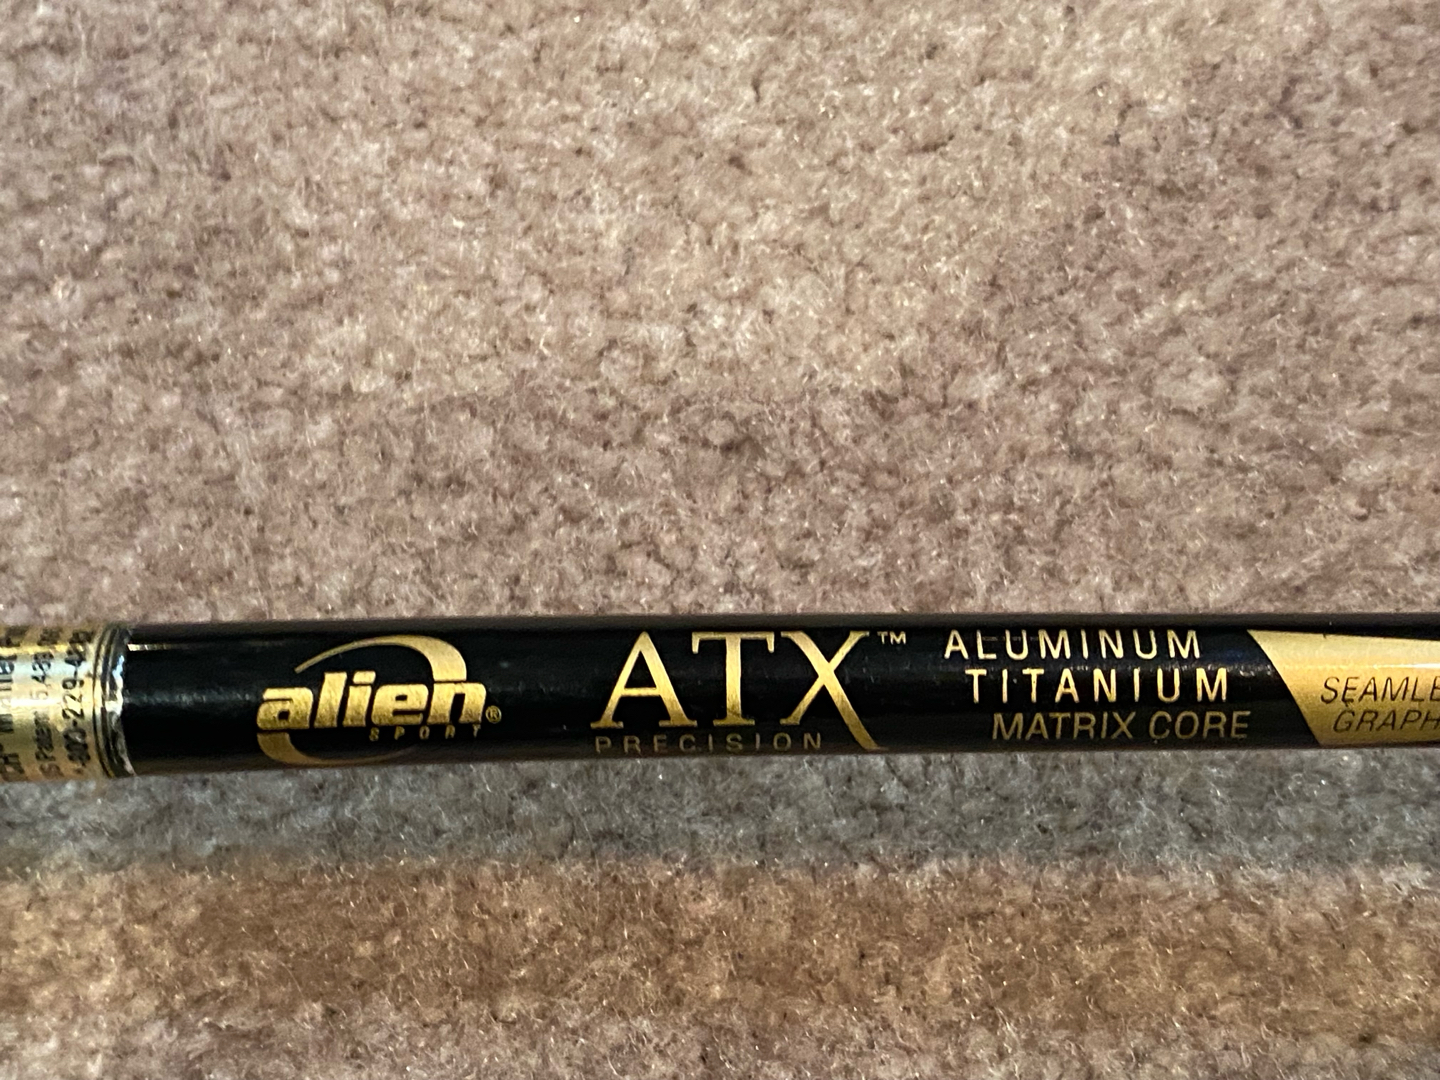 alien®
SPORT
ATX™
PRECISION
ALUMINUM
TITANIUM
MATRIX CORE